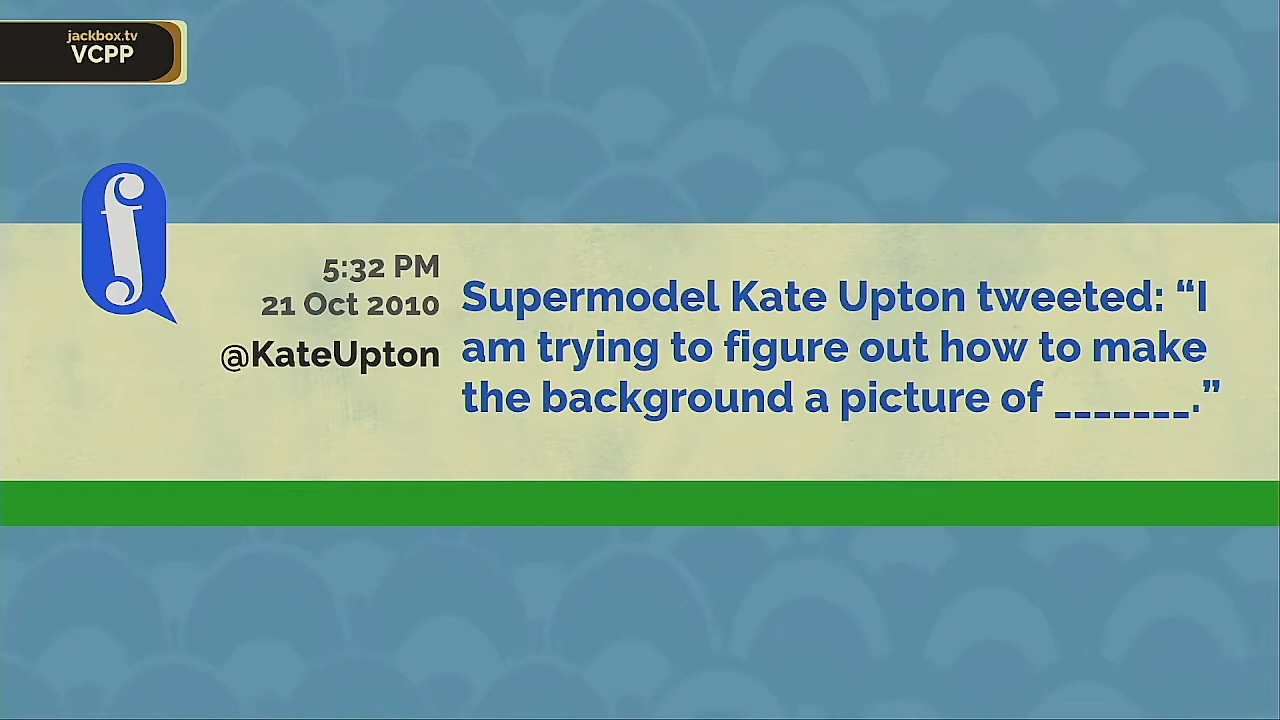 jackbox.tv
VCPP
f
5:32 PM
21 Oct 2010
@KateUpton
Supermodel Kate Upton tweeted: “I
am trying to figure out how to make
the background a picture of _______.”